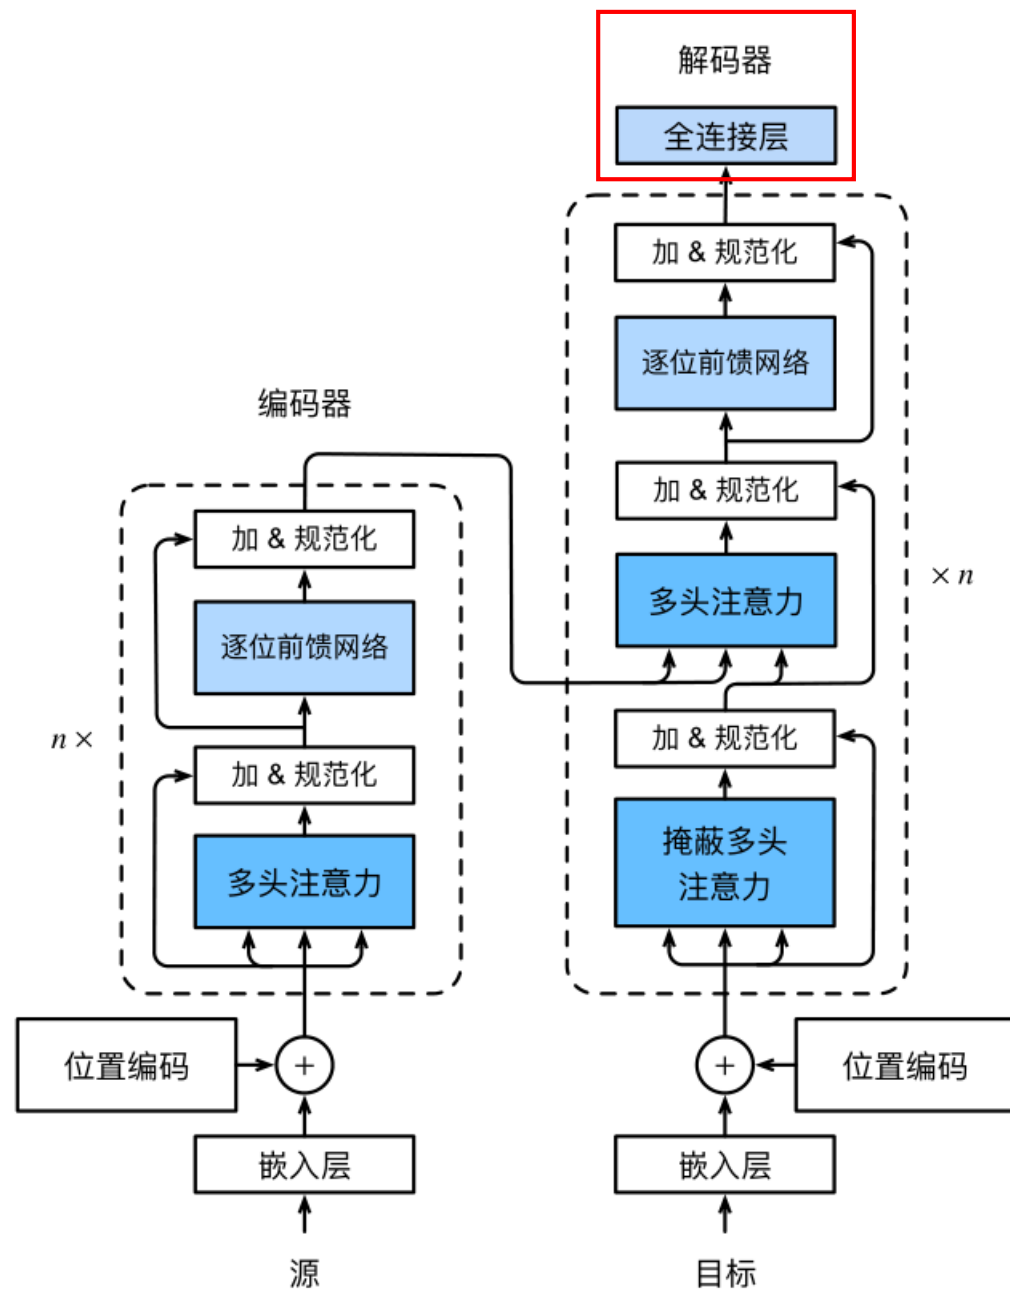 解码器
全连接层
加 & 规范化
逐位前馈网络
加 & 规范化
多头注意力
加 & 规范化
掩蔽多头
注意力
× n
位置编码
+
嵌入层
目标
编码器
加 & 规范化
逐位前馈网络
加 & 规范化
多头注意力
n ×
位置编码
+
嵌入层
源